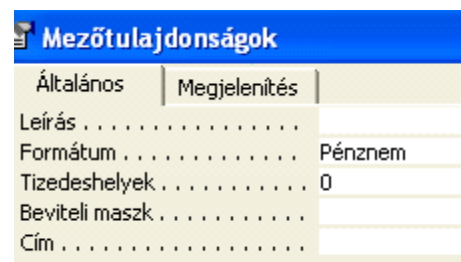 Mezőtulajdonságok
Általános Megjelenítés
Leírás . . . . . . . . . . . . . . . .
Formátum . . . . . . . . . . . . . Pénznem
Tizedeshelyek . . . . . . . . . . . 0
Beviteli maszk . . . . . . . . . . .
Cím . . . . . . . . . . . . . . . . . .